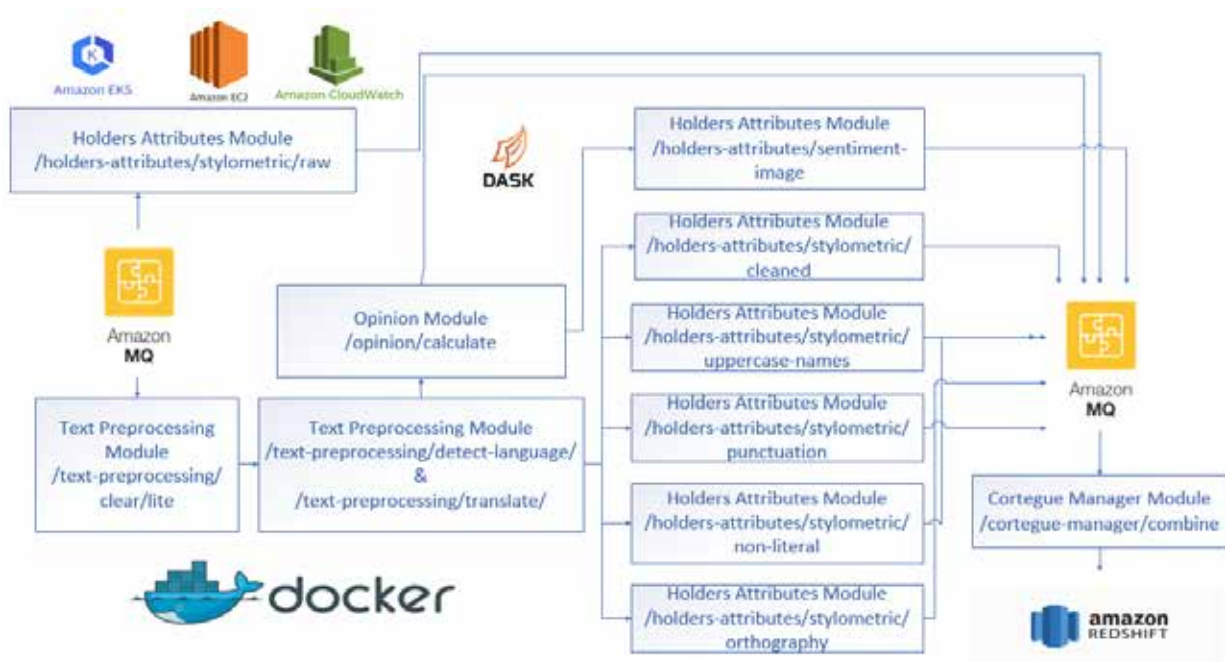 Amazon EKS
Amazon EC2
Amazon CloudWatch
Holders Attributes Module
/holders-attributes/stylometric/raw
DASK
Holders Attributes Module
/holders-attributes/sentiment-
image
Holders Attributes Module
/holders-attributes/stylometric/
cleaned
Amazon
MQ
Opinion Module
/opinion/calculate
Holders Attributes Module
/holders-attributes/stylometric/
uppercase-names
Amazon
MQ
Text Preprocessing
Module
/text-preprocessing/
clear/lite
Text Preprocessing Module
/text-preprocessing/detect-language/
&
/text-preprocessing/translate/
Holders Attributes Module
/holders-attributes/stylometric/
punctuation
Holders Attributes Module
/holders-attributes/stylometric/
non-literal
Cortegue Manager Module
/cortegue-manager/combine
docker
Holders Attributes Module
/holders-attributes/stylometric/
orthography
amazon
REDSHIFT